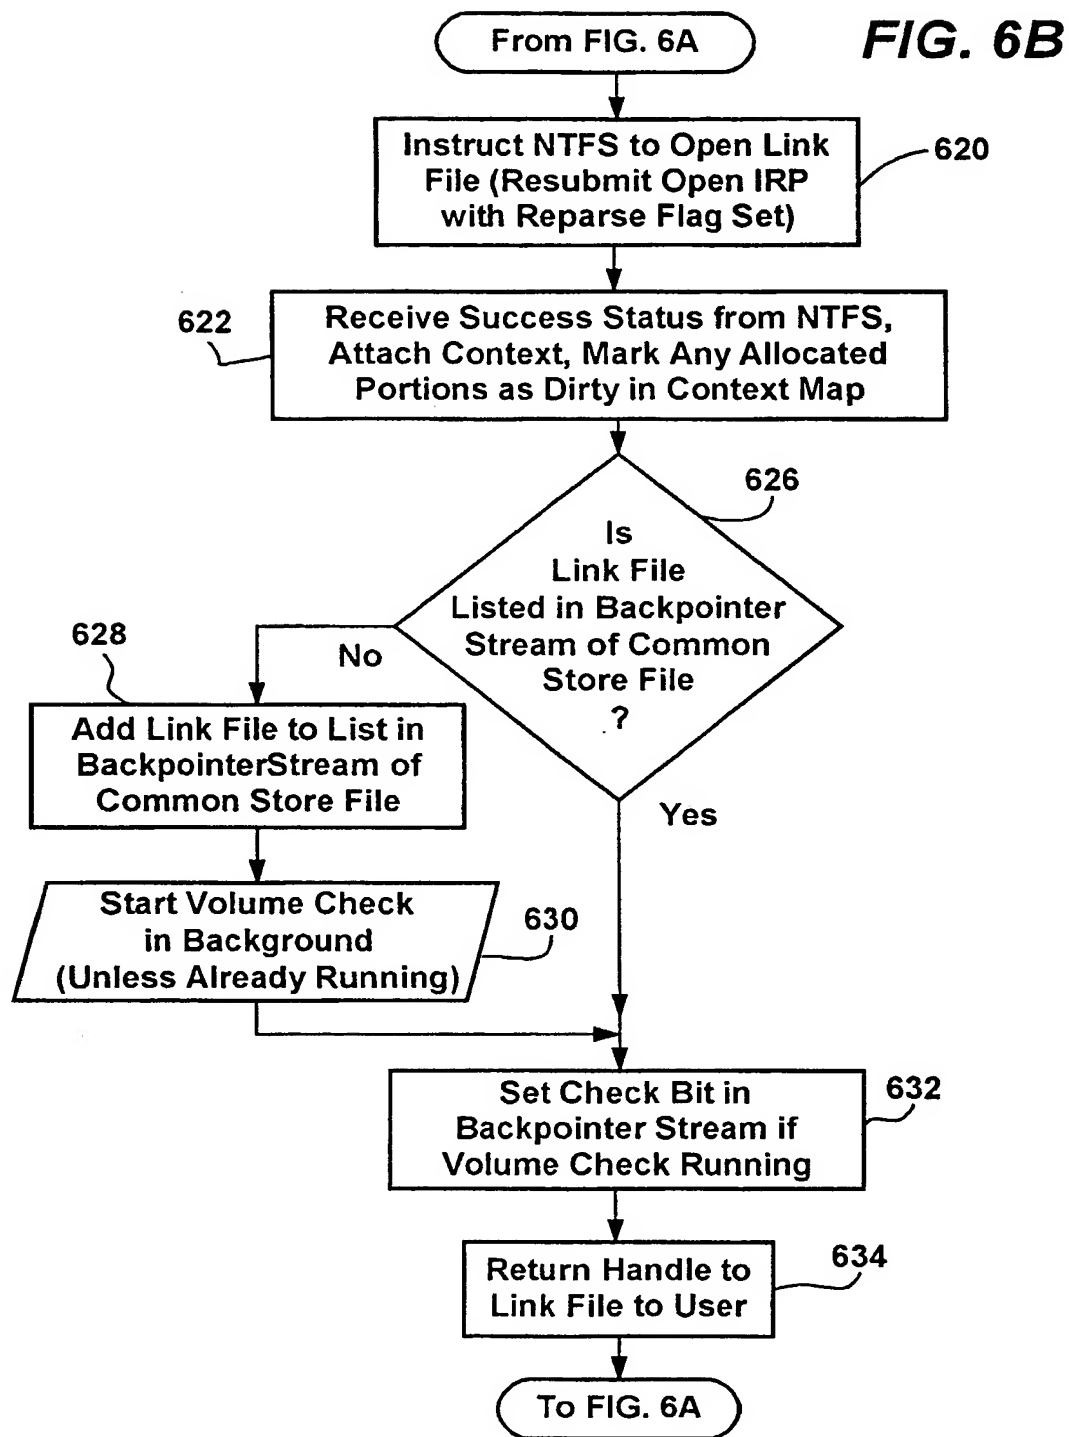 From FIG. 6A
FIG. 6B
Instruct NTFS to Open Link
File (Resubmit Open IRP
with Reparse Flag Set)
620
622
Receive Success Status from NTFS,
Attach Context, Mark Any Allocated
Portions as Dirty in Context Map
626
Is
Link File
Listed in Backpointer
Stream of Common
Store File
?
No
Yes
628
Add Link File to List in
BackpointerStream of
Common Store File
Start Volume Check
in Background
(Unless Already Running)
630
Set Check Bit in
Backpointer Stream if
Volume Check Running
632
Return Handle to
Link File to User
634
To FIG. 6A